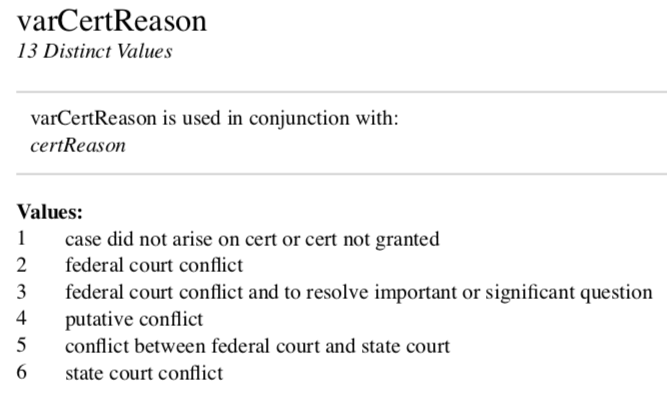 varCertReason
13 Distinct Values
varCertReason is used in conjunction with:
certReason
Values:
1 case did not arise on cert or cert not granted
2 federal court conflict
3 federal court conflict and to resolve important or significant question
4 putative conflict
5 conflict between federal court and state court
6 state court conflict